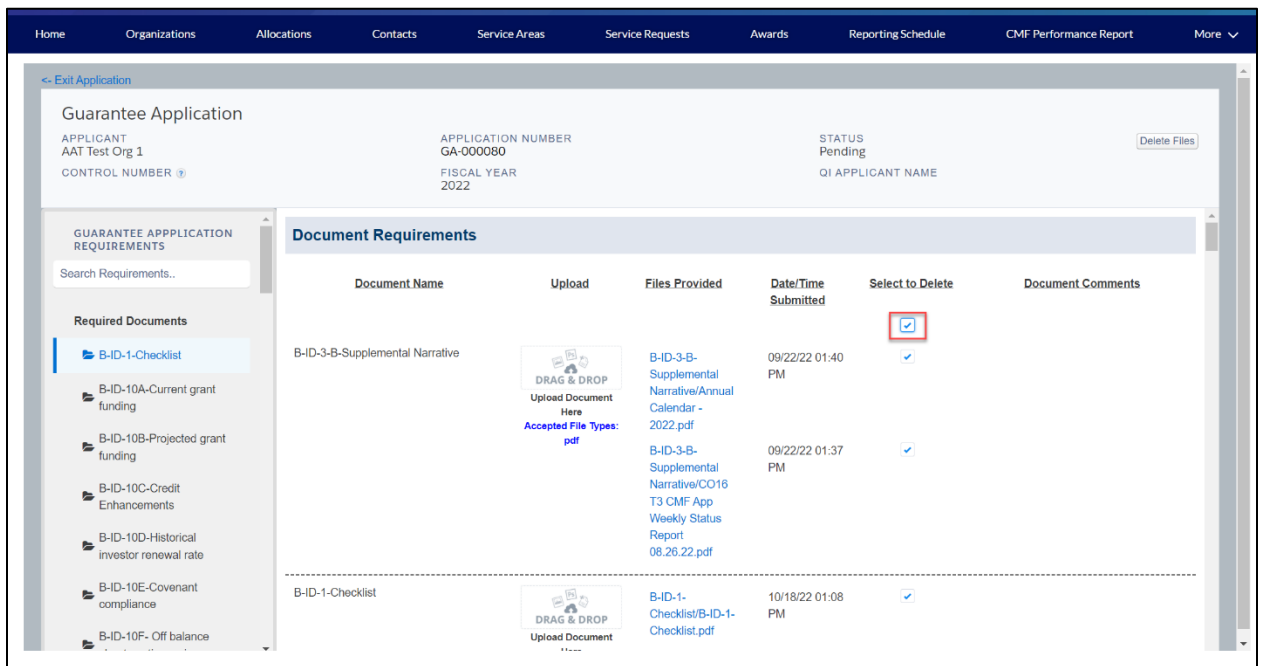 Home Organizations Allocations Contacts Service Areas Service Requests Awards Reporting Schedule CMF Performance Report More
<- Exit Application
Guarantee Application
APPLICANT
AAT Test Org 1
CONTROL NUMBER ?
APPLICATION NUMBER
GA-000080
FISCAL YEAR
2022
STATUS
Pending
QI APPLICANT NAME
Delete Files
GUARANTEE APPPLICATION
REQUIREMENTS
Search Requirements..
Required Documents
B-ID-1-Checklist
B-ID-10A-Current grant
funding
B-ID-10B-Projected grant
funding
B-ID-10C-Credit
Enhancements
B-ID-10D-Historical
investor renewal rate
B-ID-10E-Covenant
compliance
B-ID-10F- Off balance
Document Requirements
Document Name Upload Files Provided Date/Time Select to Delete Document Comments
Submitted
B-ID-3-B-Supplemental Narrative
DRAG & DROP
Upload Document
Here
Accepted File Types:
pdf
B-ID-3-B-
Supplemental
Narrative/Annual
Calendar -
2022.pdf
09/22/22 01:40
PM
B-ID-3-B-
Supplemental
Narrative/CO16
T3 CMF App
Weekly Status
Report
08.26.22.pdf
09/22/22 01:37
PM
B-ID-1-Checklist
DRAG & DROP
Upload Document
B-ID-1-
Checklist/B-ID-1-
Checklist.pdf
10/18/22 01:08
PM